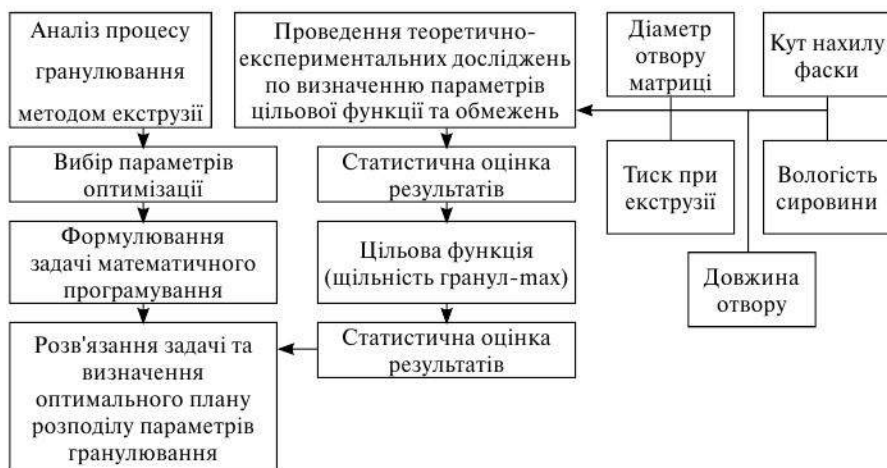 Аналіз процесу
гранулювання
методом екструзії
Вибір параметрів
оптимізації
Формулювання
задачі математичного
програмування
Розв'язання задачі та
визначення
оптимального плану
розподілу параметрів
гранулювання
Проведення теоретично-
експериментальних досліджень
по визначенню параметрів
цільової функції та обмежень
Статистична оцінка
результатів
Цільова функція
(щільність гранул-max)
Статистична оцінка
результатів
Діаметр
отвору
матриці
Кут нахилу
фаски
Тиск при
екструзії
Вологість
сировини
Довжина
отвору